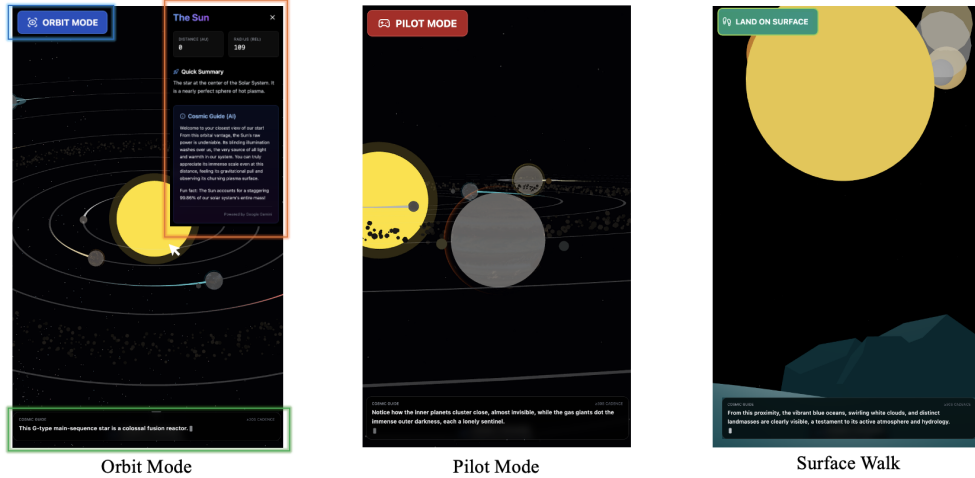 ORBIT MODE
The Sun
×
DISTANCE (AU)
0
RADIUS (REL)
109
Quick Summary
The star at the center of the Solar System. It
is a nearly perfect sphere of hot plasma.
Cosmic Guide (AI)
Welcome to your closest view of our star!
From this orbital vantage, the Sun's raw
power is undeniable. Its blinding illumination
washes over us, the very source of all light
and warmth in our system. You can truly
appreciate its immense scale even at this
distance, feeling its gravitational pull and
observing its churning plasma surface.
Fun fact: The Sun accounts for a staggering
99.86% of our solar system's entire mass!
Powered by Google Gemini
COSMIC GUIDE
This G-type main-sequence star is a colossal fusion reactor.
Orbit Mode
PILOT MODE
COSMIC GUIDE
Notice how the inner planets cluster close, almost invisible, while the gas giants dot the
immense outer darkness, each a lonely sentinel.
Pilot Mode
LAND ON SURFACE
COSMIC GUIDE
From this proximity, the vibrant blue oceans, swirling white clouds, and distinct
landmasses are clearly visible, a testament to its active atmosphere and hydrology.
Surface Walk